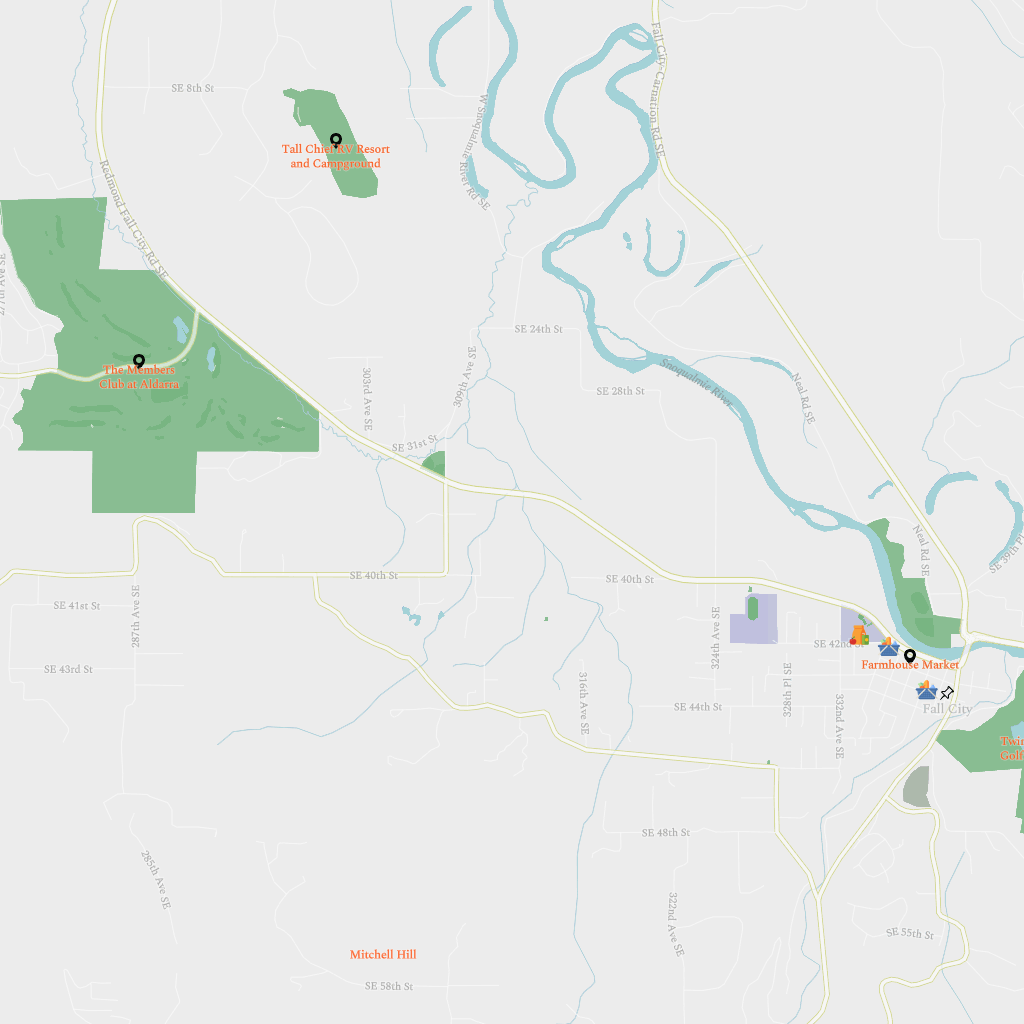 Fall City-Carnation Rd SE
SE 8th St
W Snoqualmie River Rd SE
Tall Chief RV Resort
and Campground
Redmond Fall City Rd SE
277th Ave SE
SE 24th St
The Members
Club at Aldarra
303rd Ave SE
309th Ave SE
Snoqualmie River
SE 28th St
Neal Rd SE
SE 31st St
Neal Rd SE
SE 39th Pl
SE 40th St
SE 40th St
SE 41st St
287th Ave SE
324th Ave SE
SE 42nd St
Farmhouse Market
SE 43rd St
316th Ave SE
328th Pl SE
332nd Ave SE
SE 44th St
Fall City
Twin
Golf
SE 48th St
285th Ave SE
322nd Ave SE
SE 55th St
Mitchell Hill
SE 58th St